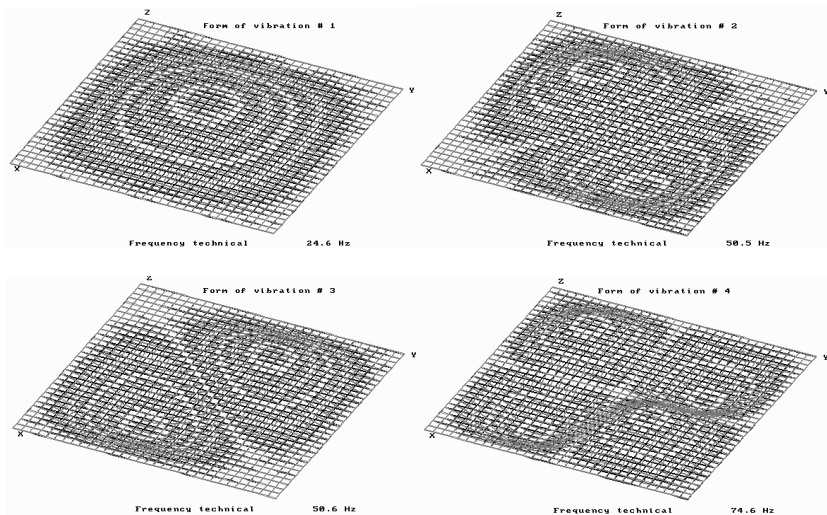 Z
Form of vibration # 1
Y
X
Frequency technical 24.6 Hz
Z
Form of vibration # 2
Y
X
Frequency technical 50.5 Hz
Z
Form of vibration # 3
Y
X
Frequency technical 50.6 Hz
Z
Form of vibration # 4
Y
X
Frequency technical 74.6 Hz